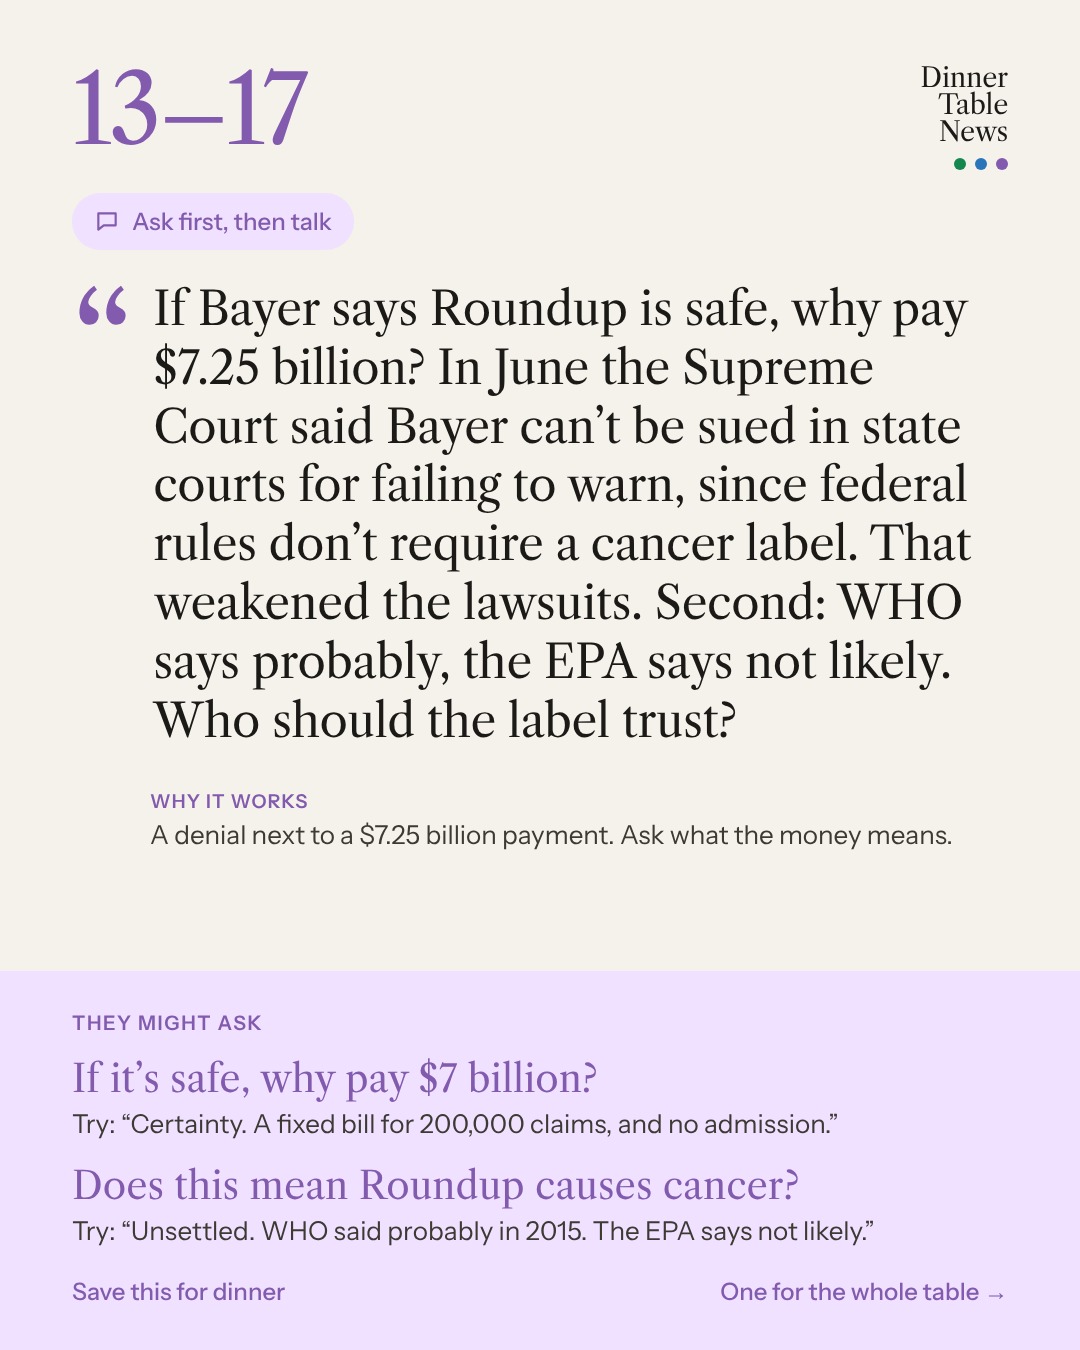 13–17
Dinner
Table
News
Ask first, then talk
“ If Bayer says Roundup is safe, why pay
$7.25 billion? In June the Supreme
Court said Bayer can’t be sued in state
courts for failing to warn, since federal
rules don’t require a cancer label. That
weakened the lawsuits. Second: WHO
says probably, the EPA says not likely.
Who should the label trust?
WHY IT WORKS
A denial next to a $7.25 billion payment. Ask what the money means.
THEY MIGHT ASK
If it’s safe, why pay $7 billion?
Try: “Certainty. A fixed bill for 200,000 claims, and no admission.”
Does this mean Roundup causes cancer?
Try: “Unsettled. WHO said probably in 2015. The EPA says not likely.”
Save this for dinner
One for the whole table →